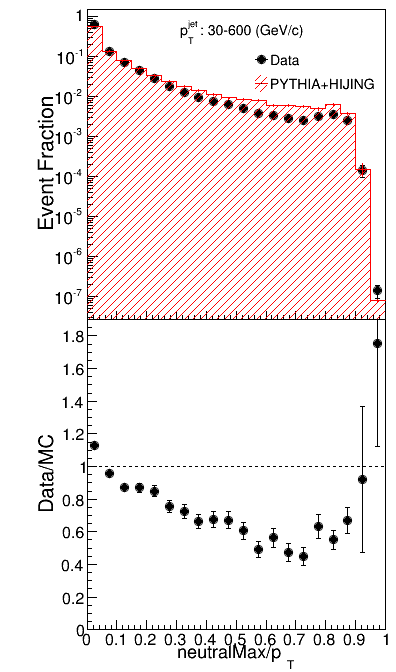 p_T^jet : 30-600 (GeV/c)
Data
PYTHIA+HIJING
Event Fraction
1
10^-1
10^-2
10^-3
10^-4
10^-5
10^-6
10^-7
Data/MC
1.8
1.6
1.4
1.2
1
0.8
0.6
0.4
0.2
0
0 0.1 0.2 0.3 0.4 0.5 0.6 0.7 0.8 0.9 1
neutralMax/p_T